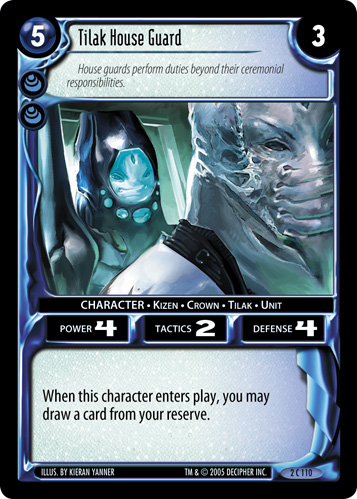 5 Tilak House Guard 3
House guards perform duties beyond their ceremonial
responsibilities.
CHARACTER • KIZEN • CROWN • TILAK • UNIT
POWER 4 TACTICS 2 DEFENSE 4
When this character enters play, you may
draw a card from your reserve.
ILLUS. BY KIERAN YANNER TM & © 2005 DECIPHER INC. 2 C 110